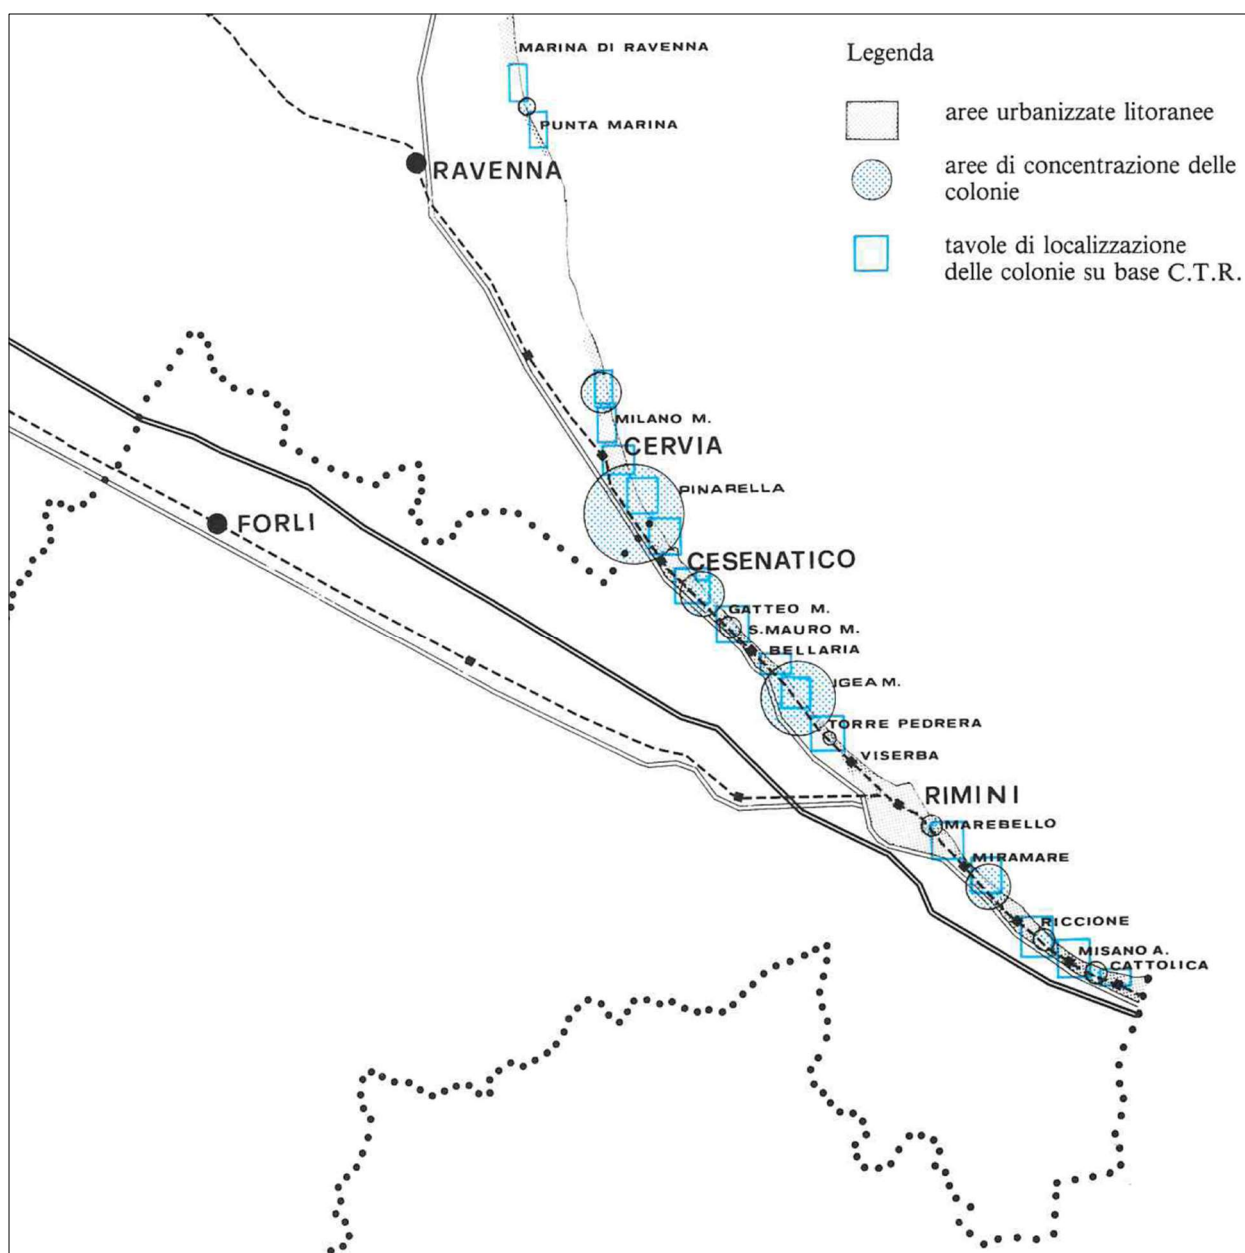 Legenda
aree urbanizzate litoranee
aree di concentrazione delle
colonie
tavole di localizzazione
delle colonie su base C.T.R.
MARINA DI RAVENNA
PUNTA MARINA
RAVENNA
MILANO M.
CERVIA
PINARELLA
FORLI
CESENATICO
GATTEO M.
S.MAURO M.
BELLARIA
IGEA M.
TORRE PEDRERA
VISERBA
RIMINI
MAREBELLO
MIRAMARE
RICCIONE
MISANO A.
CATTOLICA